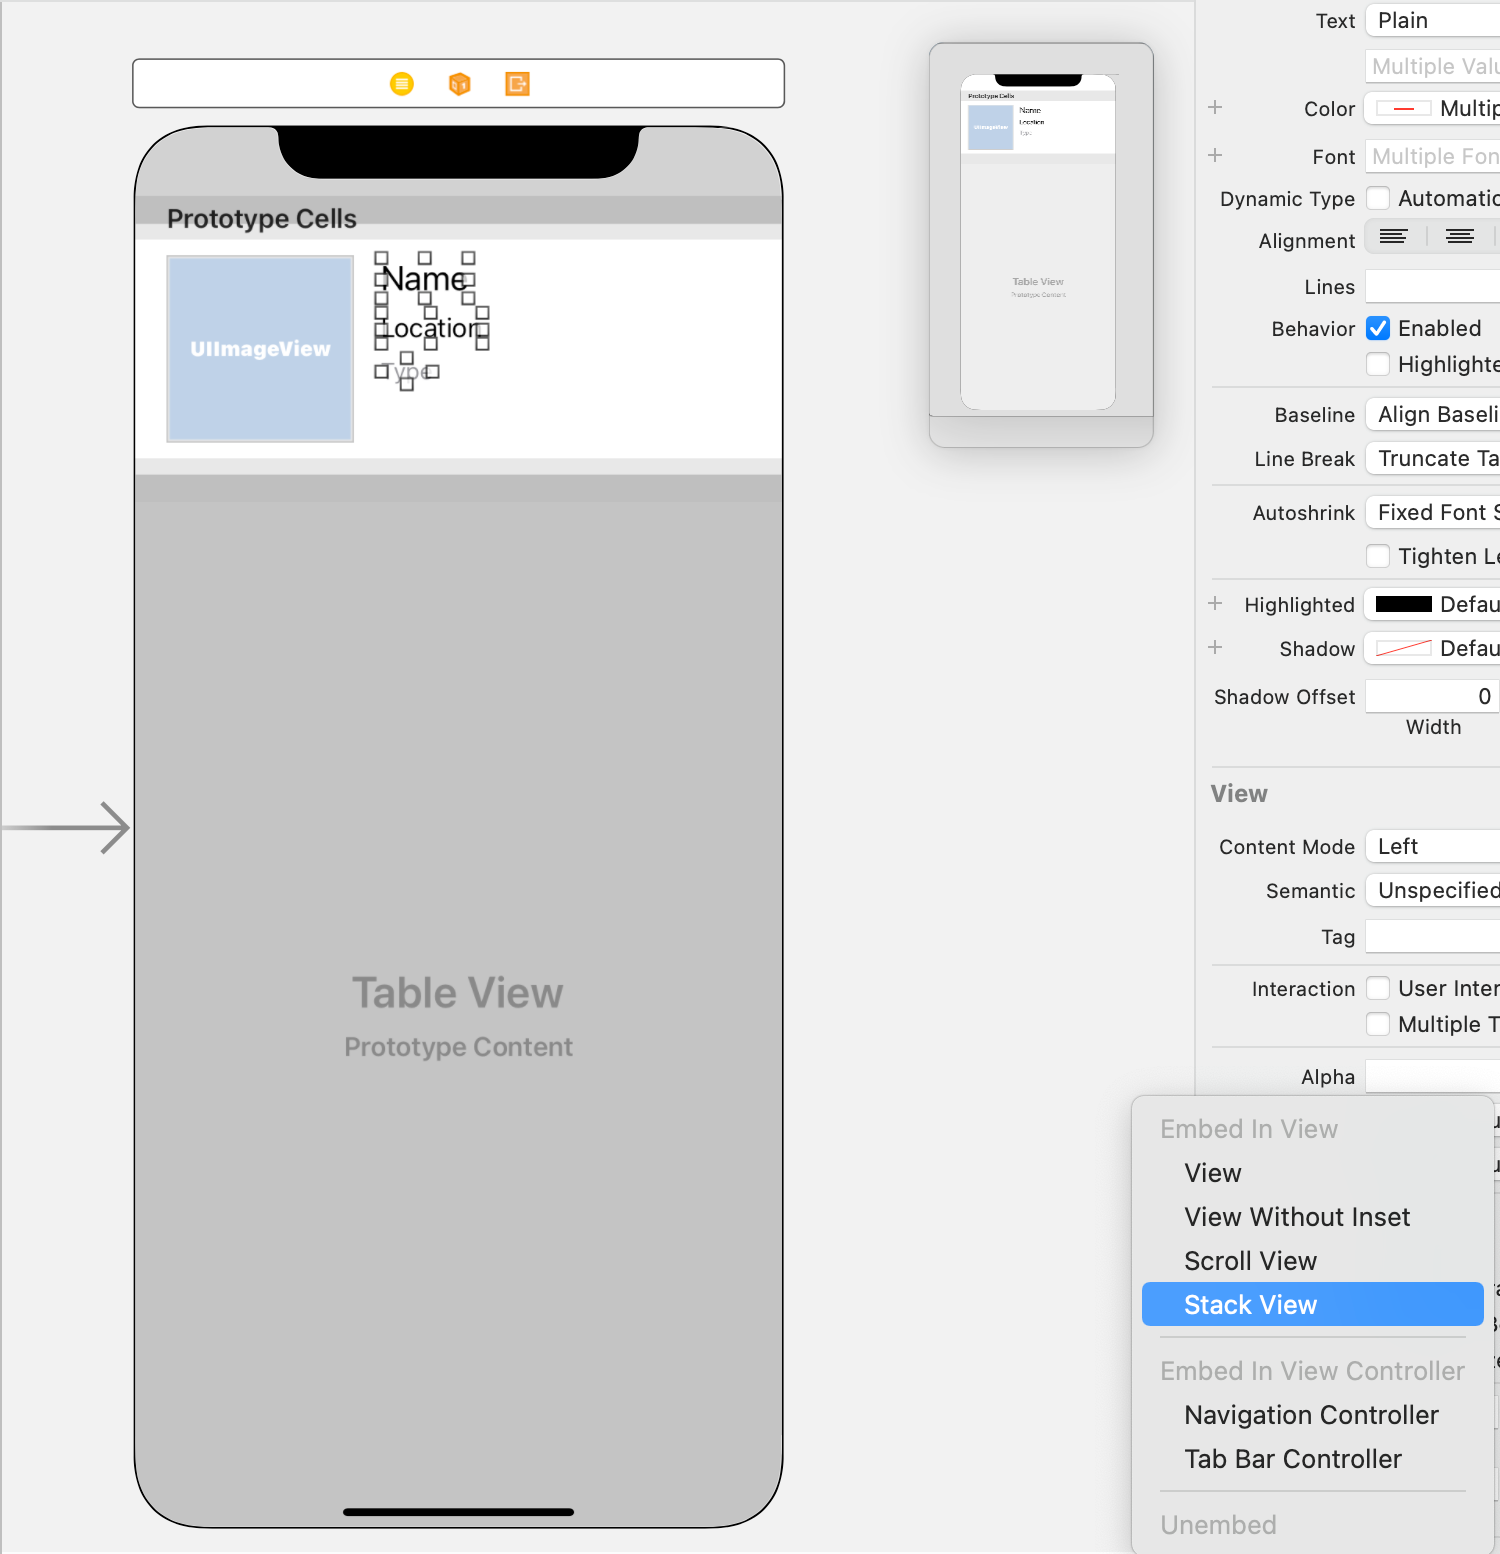 Prototype Cells
UIImageView
Name
Location
Type
Table View
Prototype Content
Prototype Cells
UIImageView
Name
Location
Type
Table View
Prototype Content
Text Plain
Multiple Valu
Color Multip
Font Multiple Fon
Dynamic Type Automatic
Alignment
Lines
Behavior Enabled
Highlighte
Baseline Align Baseli
Line Break Truncate Ta
Autoshrink Fixed Font S
Tighten Le
Highlighted Defau
Shadow Defau
Shadow Offset 0
Width
View
Content Mode Left
Semantic Unspecified
Tag
Interaction User Inter
Multiple T
Alpha
Embed In View
View
View Without Inset
Scroll View
Stack View
Embed In View Controller
Navigation Controller
Tab Bar Controller
Unembed